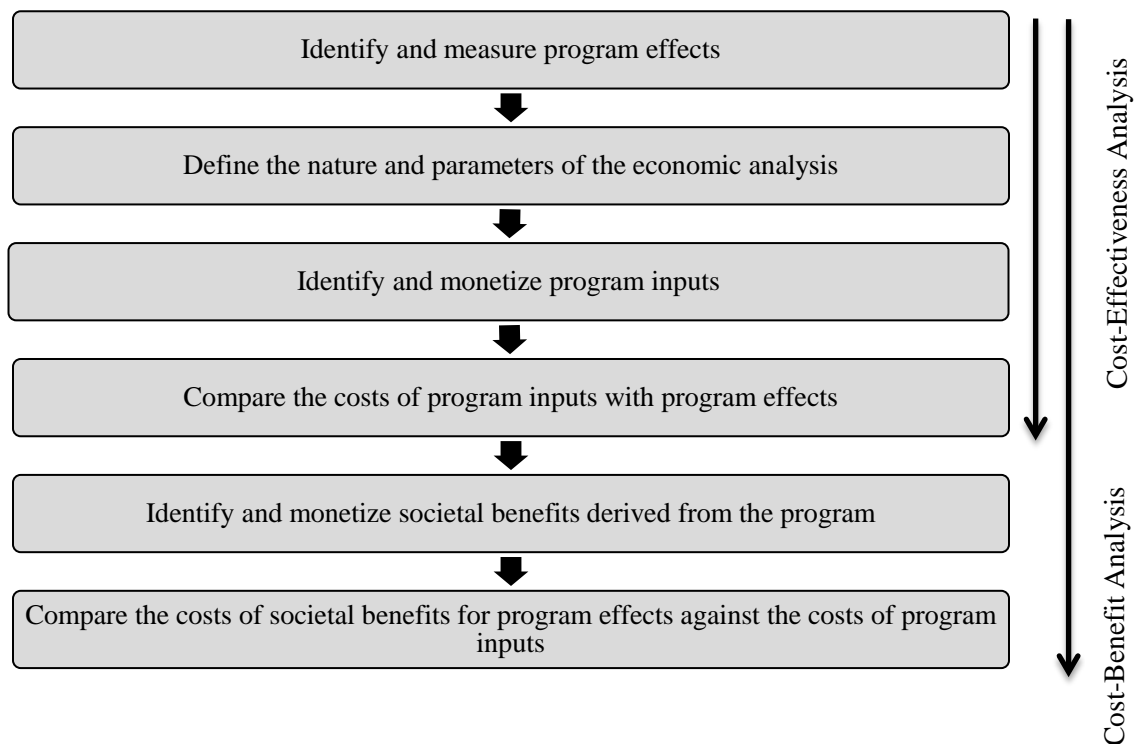 Identify and measure program effects
Define the nature and parameters of the economic analysis
Identify and monetize program inputs
Compare the costs of program inputs with program effects
Identify and monetize societal benefits derived from the program
Compare the costs of societal benefits for program effects against the costs of program
inputs
Cost-Effectiveness Analysis
Cost-Benefit Analysis